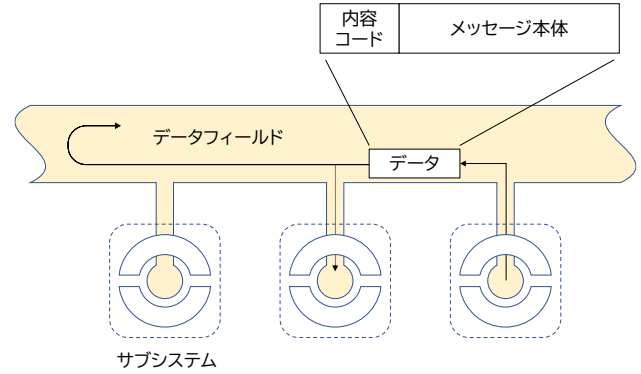 内容
コード
メッセージ本体
データフィールド
データ
サブシステム